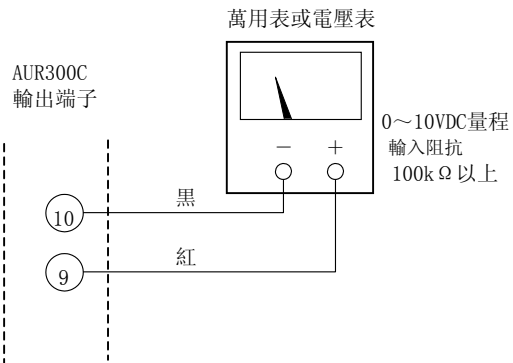 萬用表或電壓表
AUR300C
輸出端子
0～10VDC量程
輸入阻抗
100kΩ以上
− +
黑
10
紅
9